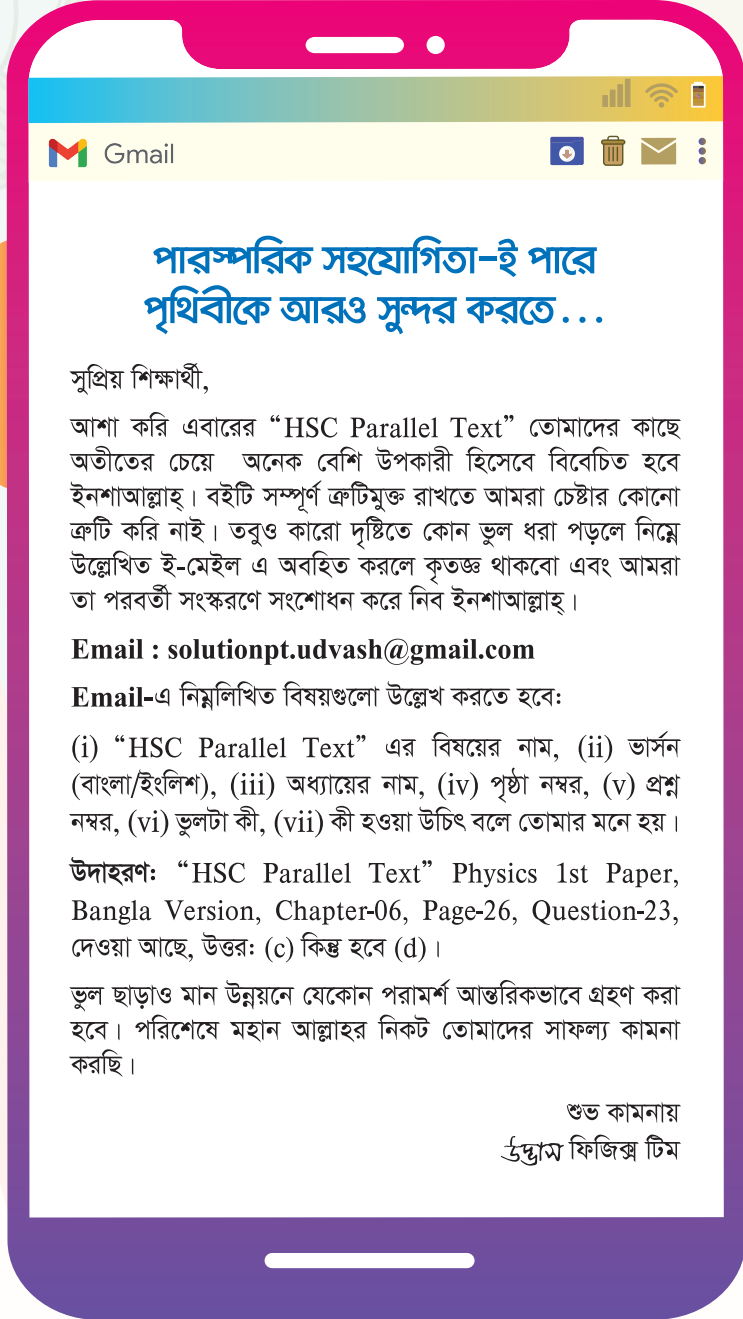 Gmail
পারস্পরিক সহযোগিতা-ই পারে
পৃথিবীকে আরও সুন্দর করতে...
সুপ্রিয় শিক্ষার্থী,
আশা করি এবারের “HSC Parallel Text” তোমাদের কাছে
অতীতের চেয়ে অনেক বেশি উপকারী হিসেবে বিবেচিত হবে
ইনশাআল্লাহ্। বইটি সম্পূর্ণ ত্রুটিমুক্ত রাখতে আমরা চেষ্টার কোনো
ত্রুটি করি নাই। তবুও কারো দৃষ্টিতে কোন ভুল ধরা পড়লে নিম্নে
উল্লেখিত ই-মেইল এ অবহিত করলে কৃতজ্ঞ থাকবো এবং আমরা
তা পরবর্তী সংস্করণে সংশোধন করে নিব ইনশাআল্লাহ্।
Email : solutionpt.udvash@gmail.com
Email-এ নিম্নলিখিত বিষয়গুলো উল্লেখ করতে হবে:
(i) “HSC Parallel Text” এর বিষয়ের নাম, (ii) ভার্সন
(বাংলা/ইংলিশ), (iii) অধ্যায়ের নাম, (iv) পৃষ্ঠা নম্বর, (v) প্রশ্ন
নম্বর, (vi) ভুলটা কী, (vii) কী হওয়া উচিৎ বলে তোমার মনে হয়।
উদাহরণ: “HSC Parallel Text” Physics 1st Paper,
Bangla Version, Chapter-06, Page-26, Question-23,
দেওয়া আছে, উত্তর: (c) কিন্তু হবে (d)।
ভুল ছাড়াও মান উন্নয়নে যেকোন পরামর্শ আন্তরিকভাবে গ্রহণ করা
হবে। পরিশেষে মহান আল্লাহর নিকট তোমাদের সাফল্য কামনা
করছি।
শুভ কামনায়
উদ্ভাস ফিজিক্স টিম